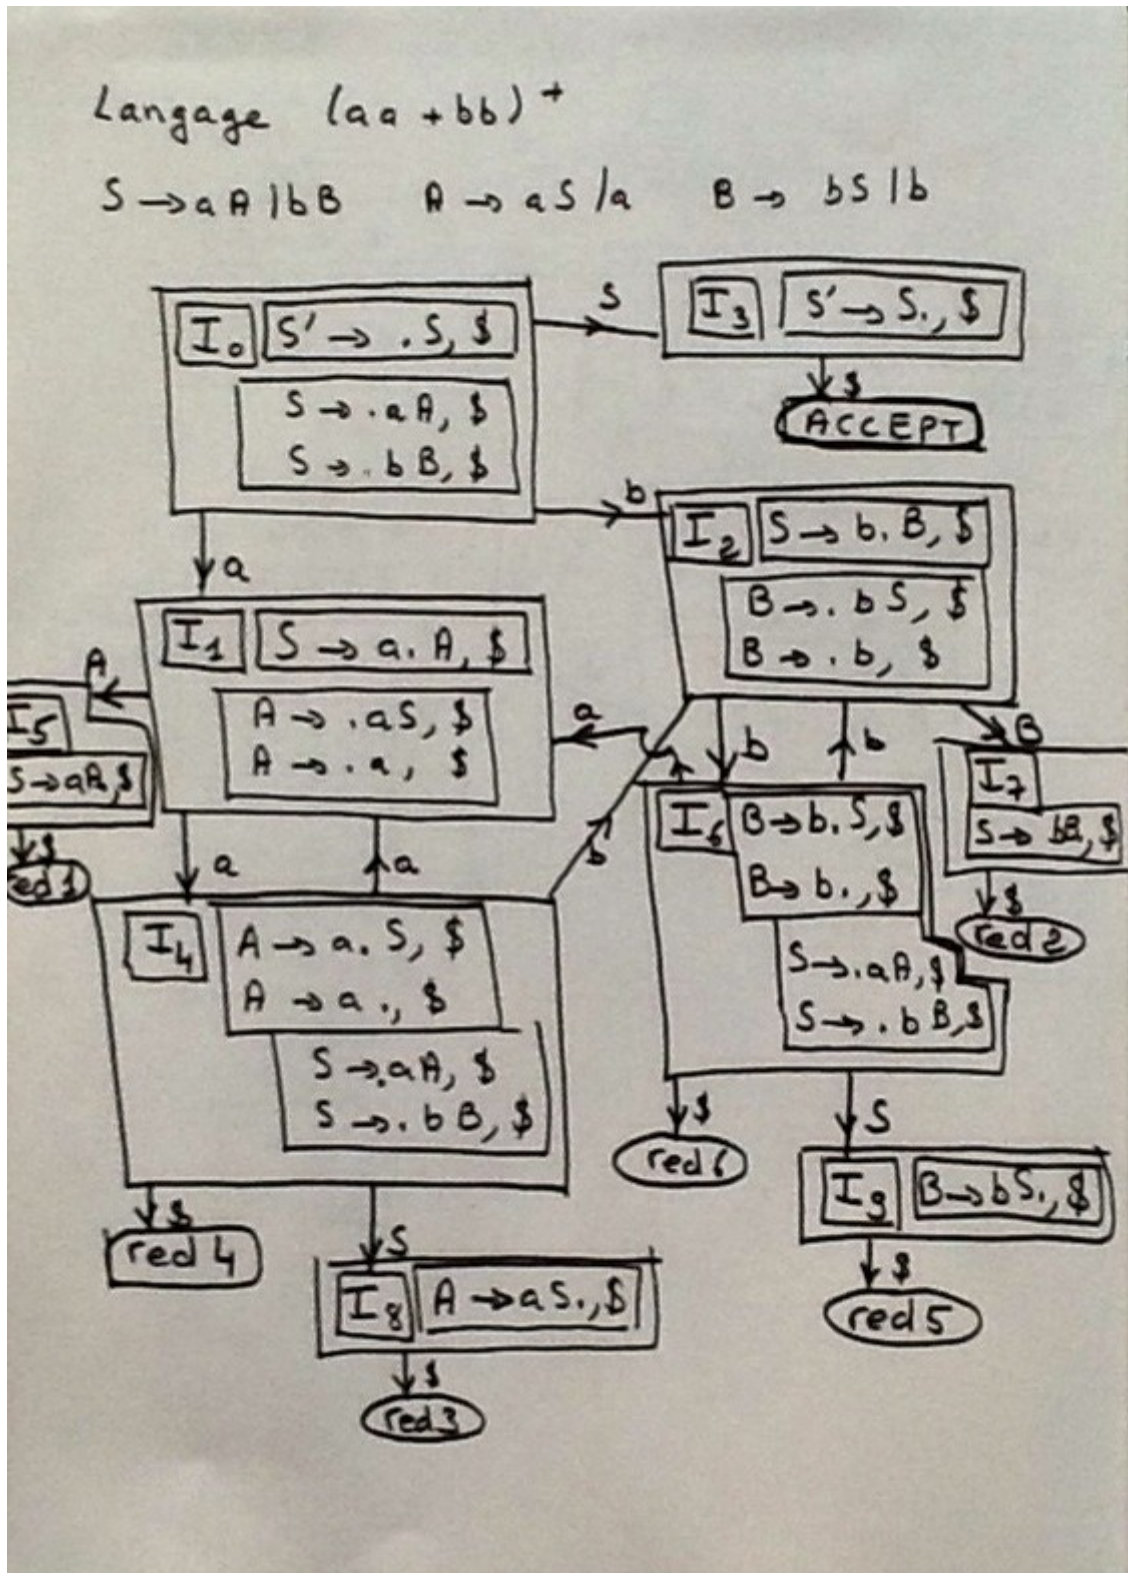 Langage (aa + bb)+
S → aA | bB A → aS / a B → bS | b
I0 S' → .S, $
S → .aA, $
S → .bB, $
S
I3 S' → S., $
$
ACCEPT
b
a
I2 S → b.B, $
B → .bS, $
B → .b, $
I1 S → a.A, $
A → .aS, $
A → .a, $
A
I5
S → aA, $
$
ed 1
a
b
b
B
I7
S → bB, $
$
red 2
a
a
b
I6 B → b.S, $
B → b., $
S → .aA, $
S → .bB, $
I4 A → a.S, $
A → a., $
S → .aA, $
S → .bB, $
$
red 6
S
I9 B → bS., $
$
red 5
$
red 4
S
I8 A → aS., $
$
red 3